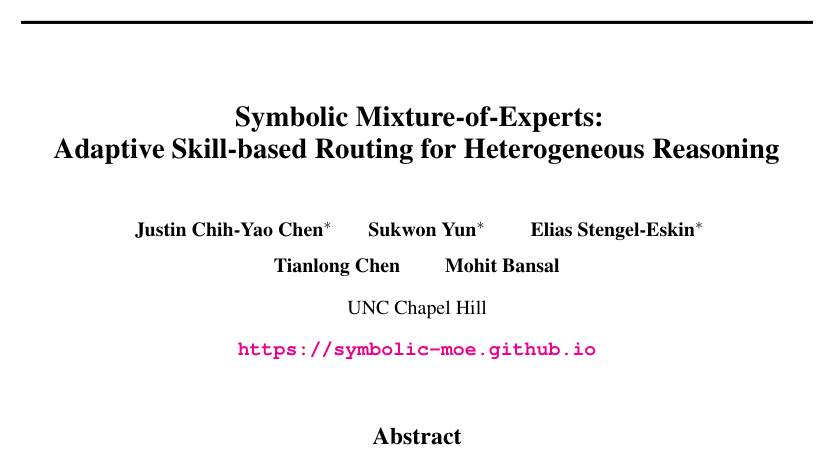 Symbolic Mixture-of-Experts:
Adaptive Skill-based Routing for Heterogeneous Reasoning
Justin Chih-Yao Chen* Sukwon Yun* Elias Stengel-Eskin*
Tianlong Chen Mohit Bansal
UNC Chapel Hill
https://symbolic-moe.github.io
Abstract